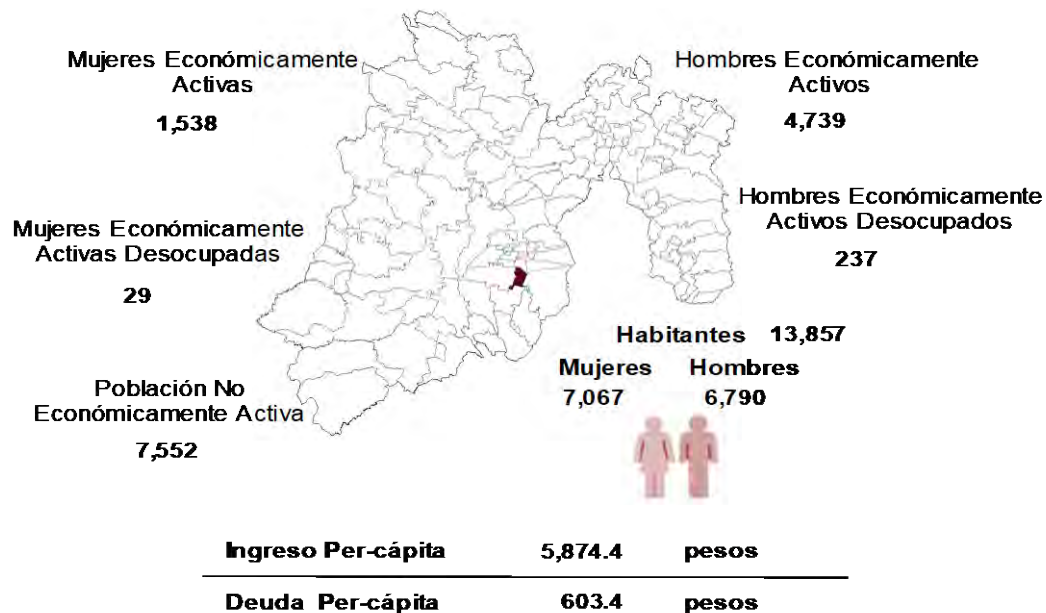 Mujeres Económicamente
Activas
1,538
Hombres Económicamente
Activos
4,739
Mujeres Económicamente
Activas Desocupadas
29
Hombres Económicamente
Activos Desocupados
237
Habitantes 13,857
Mujeres Hombres
7,067 6,790
Población No
Económicamente Activa
7,552
Ingreso Per-cápita 5,874.4 pesos
Deuda Per-cápita 603.4 pesos